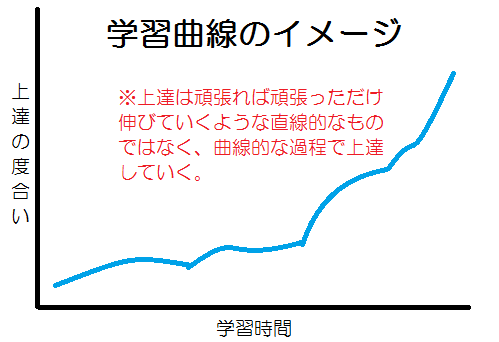 学習曲線のイメージ
※上達は頑張れば頑張っただけ
伸びていくような直線的なもの
ではなく、曲線的な過程で上達
していく。
上達の度合い
学習時間